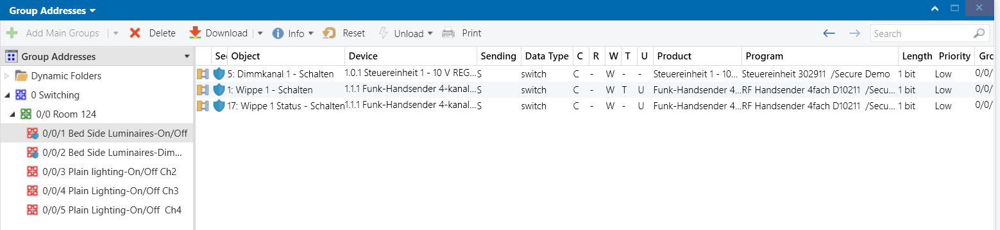 Group Addresses
Add Main Groups Delete Download Info Reset Unload Print Search
Group Addresses
Dynamic Folders
0 Switching
0/0 Room 124
0/0/1 Bed Side Luminaires-On/Off
0/0/2 Bed Side Luminaires-Dim...
0/0/3 Plain lighting-On/Off Ch2
0/0/4 Plain Lighting-On/Off Ch3
0/0/5 Plain Lighting-On/Off Ch4
Sec Object Device Sending Data Type C R W T U Product Program Length Priority Gro
5: Dimmkanal 1 - Schalten 1.0.1 Steuereinheit 1 - 10 V REG... S switch C - W - - Steuereinheit 1 - 10... Steuereinheit 302911 /Secure Demo 1 bit Low 0/0/
1: Wippe 1 - Schalten 1.1.1 Funk-Handsender 4-kanal... S switch C - W T U Funk-Handsender 4... RF Handsender 4fach D10211 /Secu... 1 bit Low 0/0/
17: Wippe 1 Status - Schalten 1.1.1 Funk-Handsender 4-kanal... S switch C - W - U Funk-Handsender 4... RF Handsender 4fach D10211 /Secu... 1 bit Low 0/0/